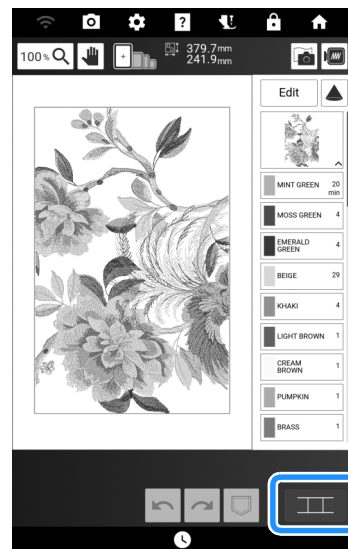 ?
100%
379.7mm
241.9mm
Edit
MINT GREEN 20 min
MOSS GREEN 4
EMERALD GREEN 4
BEIGE 29
KHAKI 4
LIGHT BROWN 1
CREAM BROWN 1
PUMPKIN 1
BRASS 1